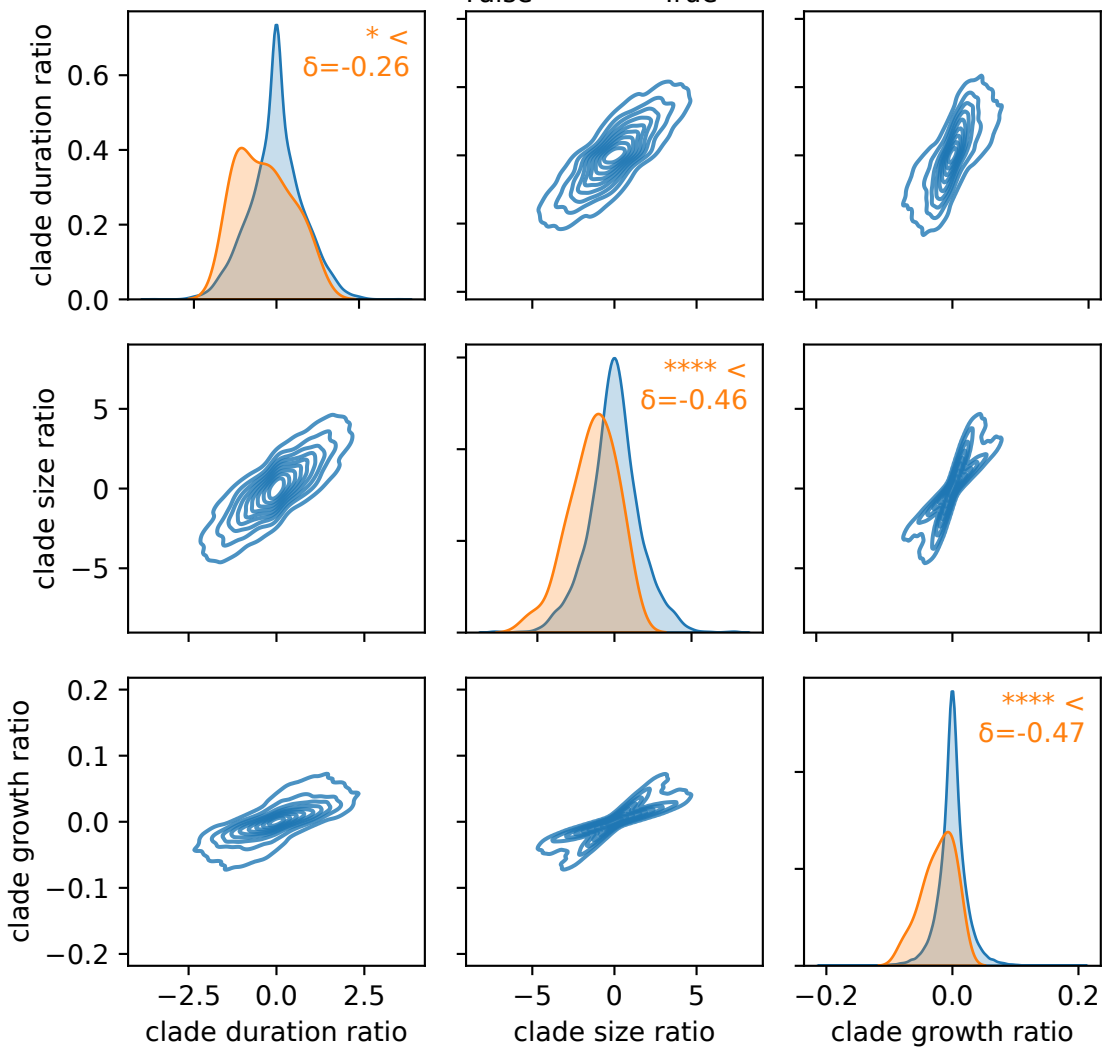 False True
clade duration ratio
0.6
0.4
0.2
0.0
* <
δ=-0.26
clade size ratio
5
0
−5
**** <
δ=-0.46
clade growth ratio
0.2
0.1
0.0
−0.1
−0.2
**** <
δ=-0.47
−2.5 0.0 2.5
−5 0 5
−0.2 0.0 0.2
clade duration ratio
clade size ratio
clade growth ratio